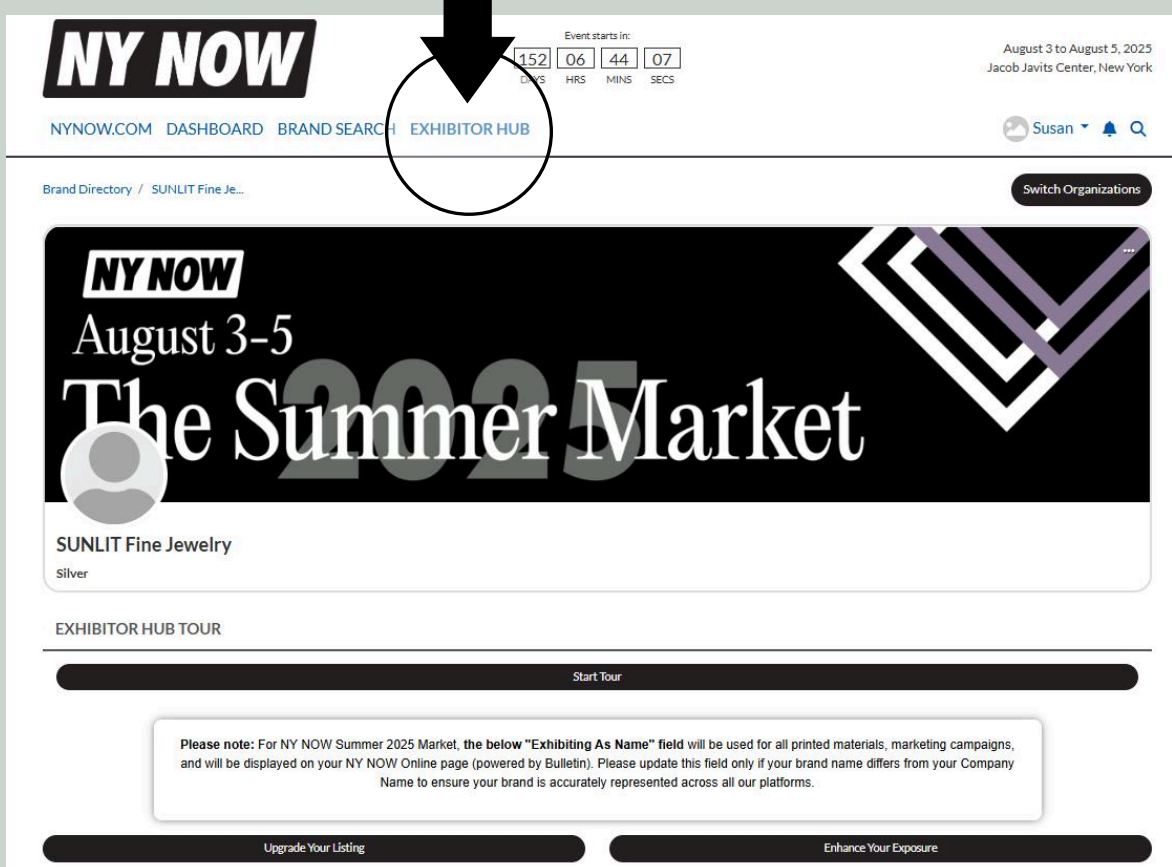 NY NOW
Event starts in:
152 06 44 07
DAYS HRS MINS SECS
August 3 to August 5, 2025
Jacob Javits Center, New York
NYNOW.COM DASHBOARD BRAND SEARCH EXHIBITOR HUB
Susan
Brand Directory / SUNLIT Fine Je...
Switch Organizations
NY NOW
August 3-5
2025
The Summer Market
SUNLIT Fine Jewelry
Silver
EXHIBITOR HUB TOUR
Start Tour
Please note: For NY NOW Summer 2025 Market, the below "Exhibiting As Name" field will be used for all printed materials, marketing campaigns,
and will be displayed on your NY NOW Online page (powered by Bulletin). Please update this field only if your brand name differs from your Company
Name to ensure your brand is accurately represented across all our platforms.
Upgrade Your Listing
Enhance Your Exposure